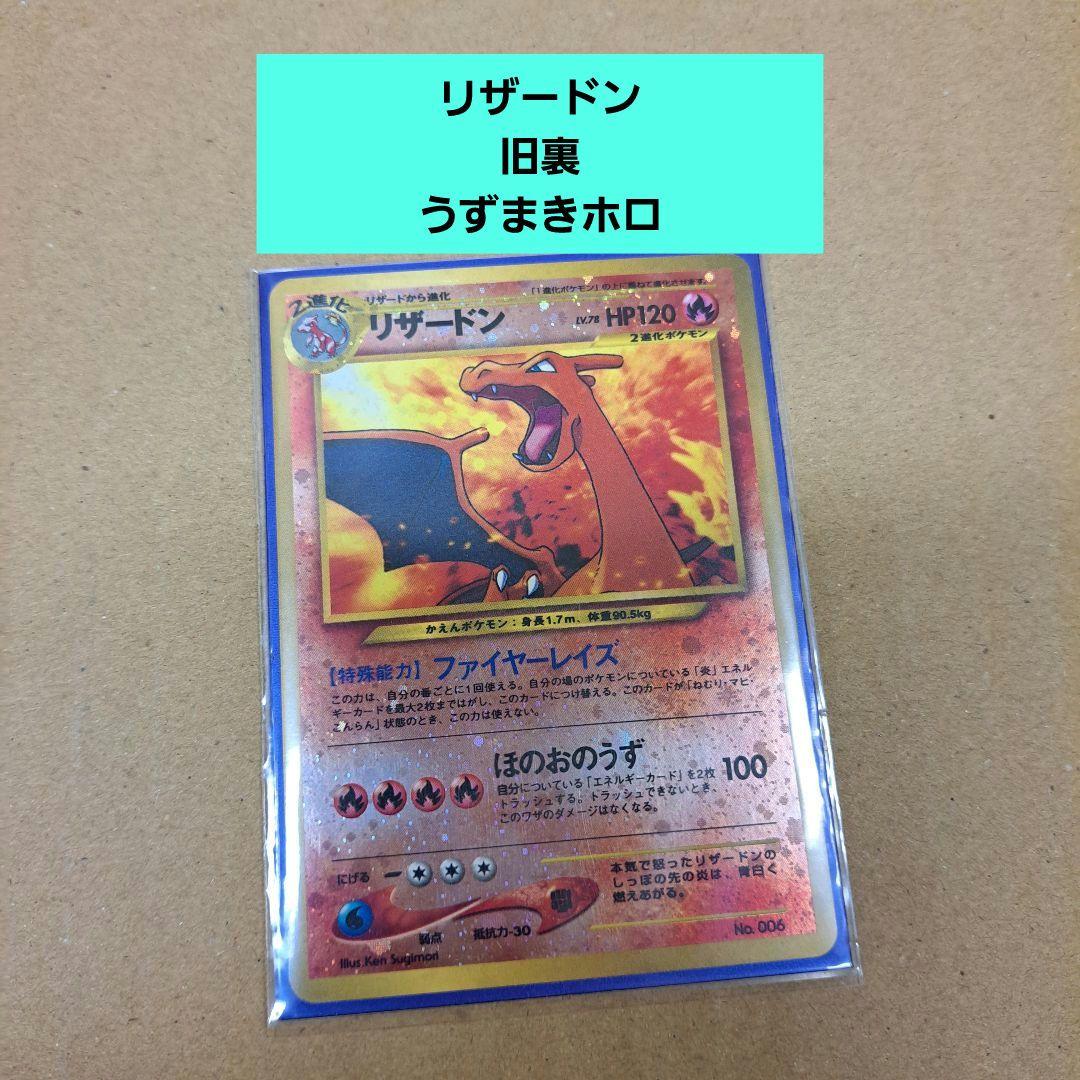 リザードン
旧裏
うずまきホロ
2進化
リザードから進化
「1進化ポケモン」の上に重ねて進化させます。
リザードン
LV.78 HP120
2進化ポケモン
かえんポケモン：身長1.7m、体重90.5kg
【特殊能力】ファイヤーレイズ
この力は、自分の番ごとに1回使える。自分の場のポケモンについている「炎」エネル
ギーカードを最大2枚まではがし、このカードにつけ替える。このカードが「ねむり・マヒ・
こんらん」状態のとき、この力は使えない。
ほのおのうず
自分についている「エネルギーカード」を2枚
トラッシュする。トラッシュできないとき、
このワザのダメージはなくなる。
100
にげる
本気で怒ったリザードンの
しっぽの先の炎は、青白く
燃えあがる。
弱点
抵抗力-30
No. 006
Illus. Ken Sugimori